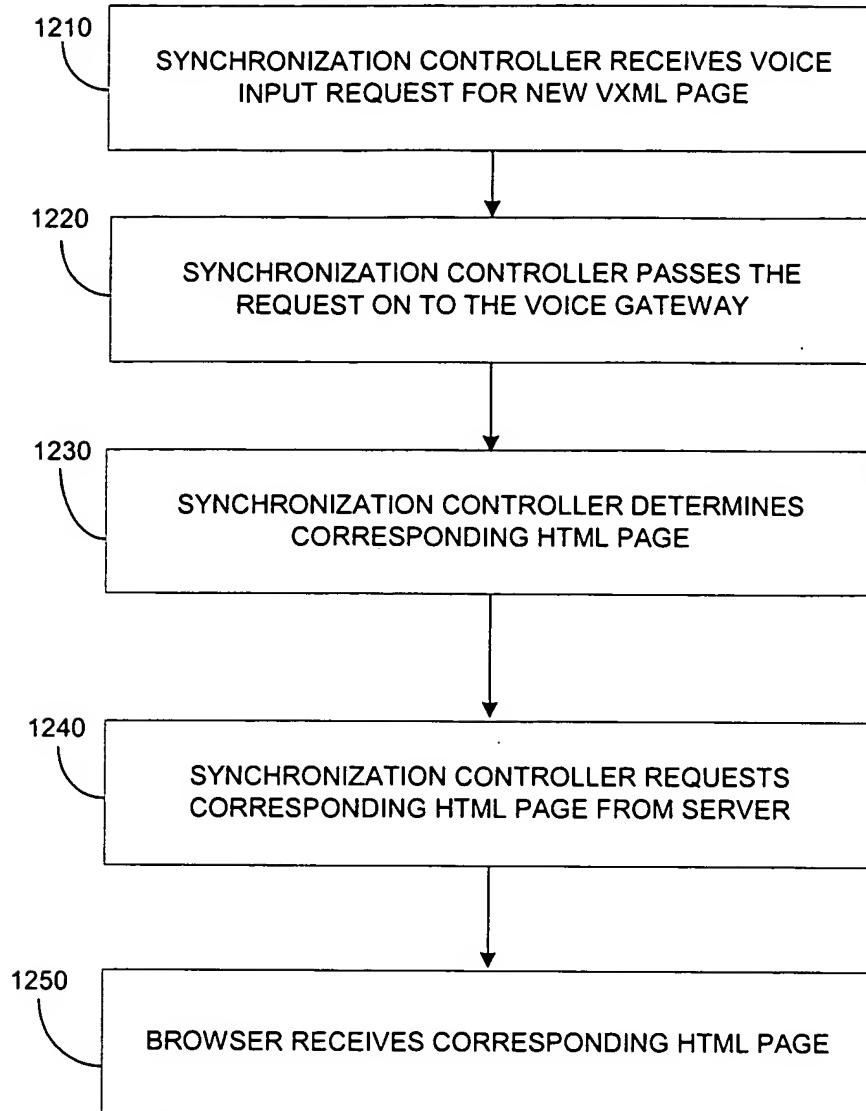 1210
SYNCHRONIZATION CONTROLLER RECEIVES VOICE
INPUT REQUEST FOR NEW VXML PAGE
1220
SYNCHRONIZATION CONTROLLER PASSES THE
REQUEST ON TO THE VOICE GATEWAY
1230
SYNCHRONIZATION CONTROLLER DETERMINES
CORRESPONDING HTML PAGE
1240
SYNCHRONIZATION CONTROLLER REQUESTS
CORRESPONDING HTML PAGE FROM SERVER
1250
BROWSER RECEIVES CORRESPONDING HTML PAGE